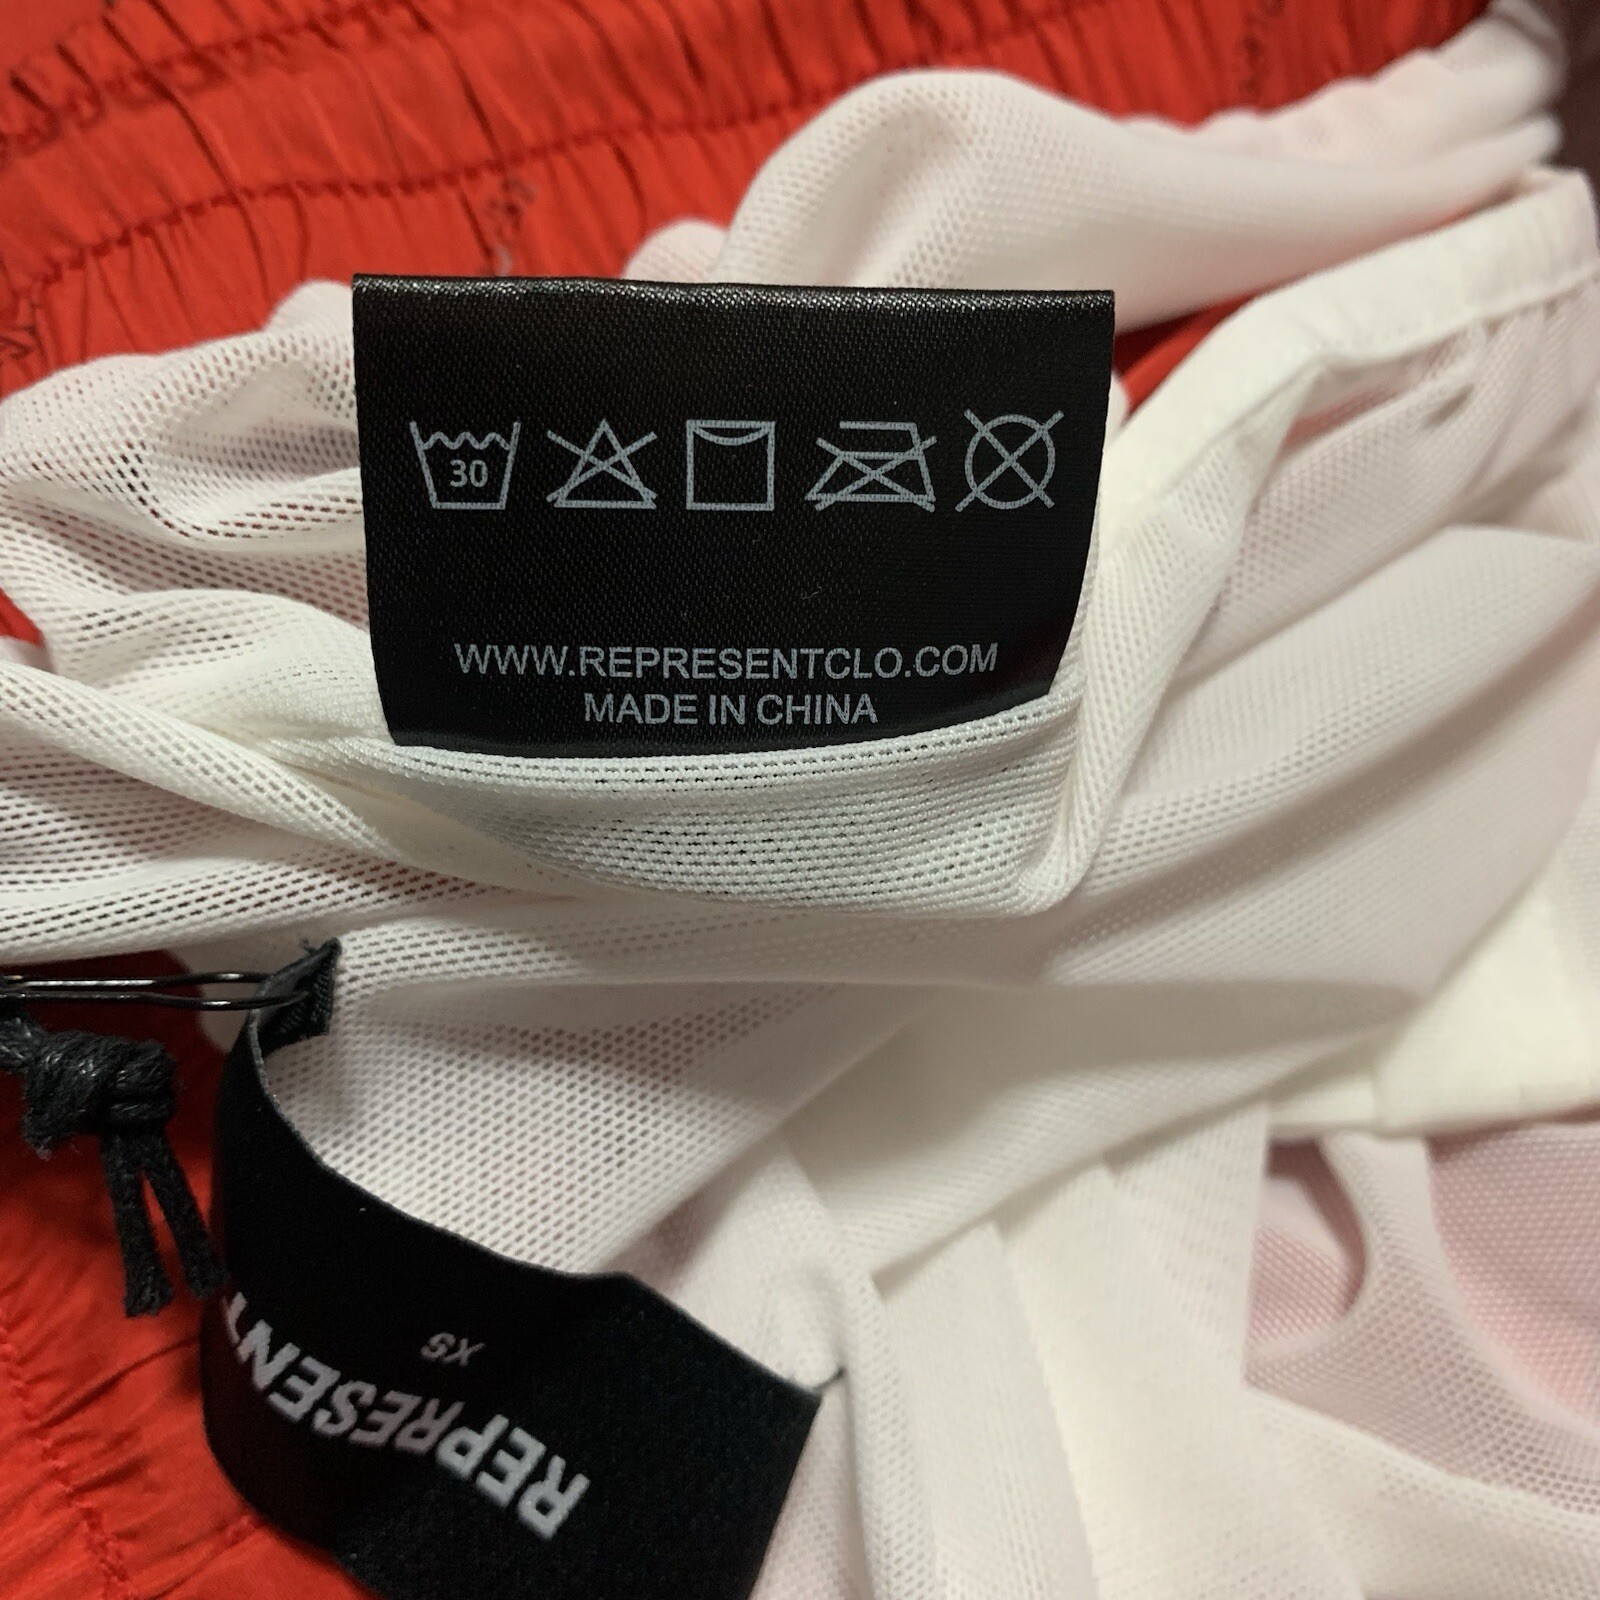 30
WWW.REPRESENTCLO.COM
MADE IN CHINA
REPRESENT
XS